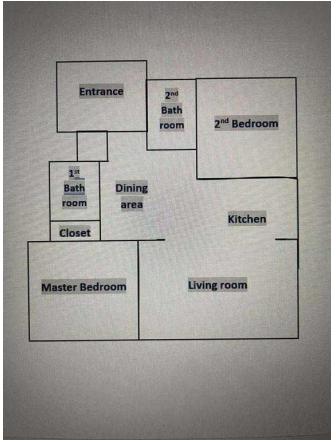 Entrance
2nd
Bath
room
2nd Bedroom
1st
Bath
room
Dining
area
Kitchen
Closet
Master Bedroom
Living room